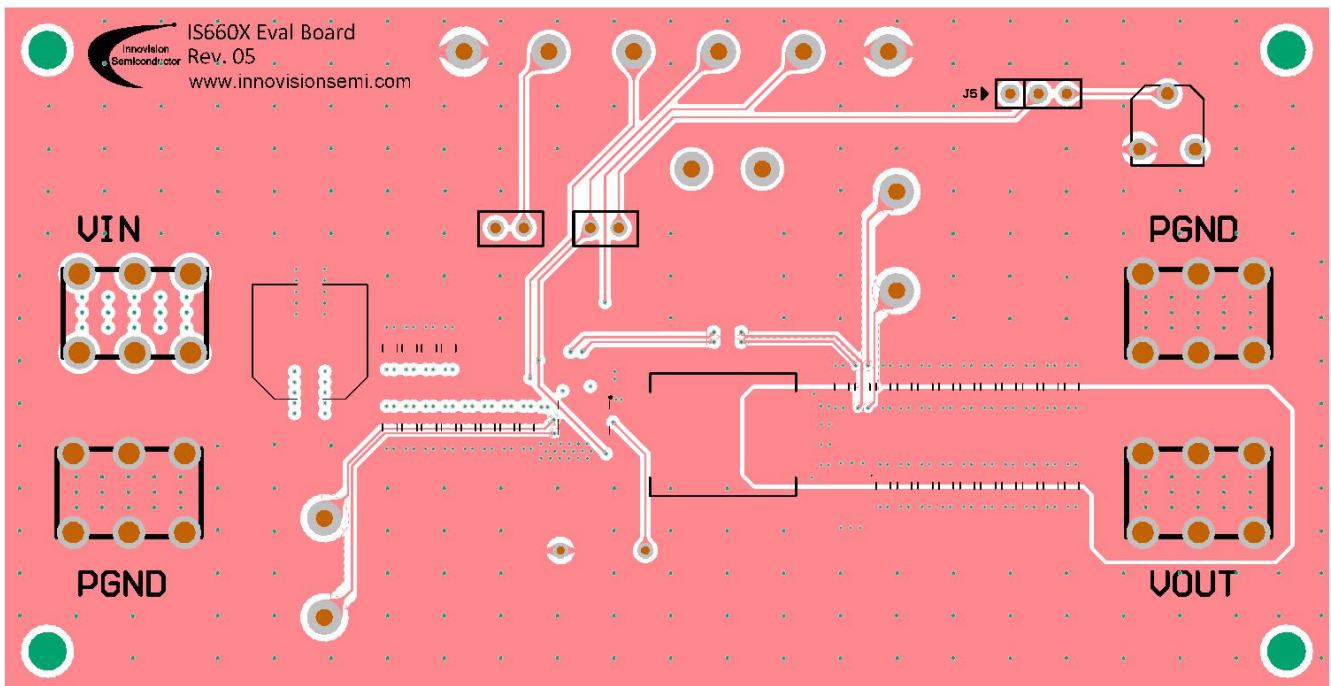 Innovision
Semiconductor
IS660X Eval Board
Rev. 05
www.innovisionsemi.com
J5
VIN
PGND
PGND
VOUT